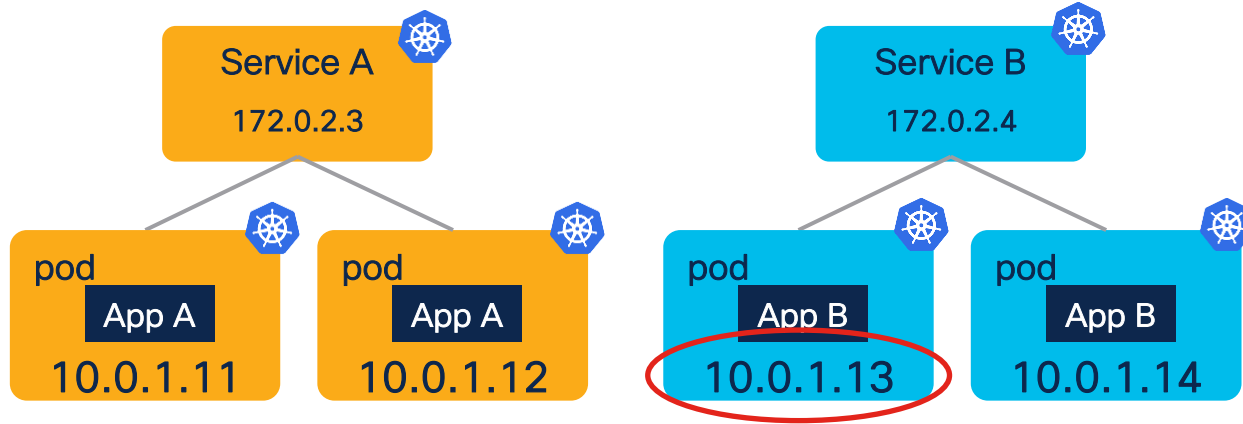 Service A
172.0.2.3
Service B
172.0.2.4
pod
App A
10.0.1.11
pod
App A
10.0.1.12
pod
App B
10.0.1.13
pod
App B
10.0.1.14